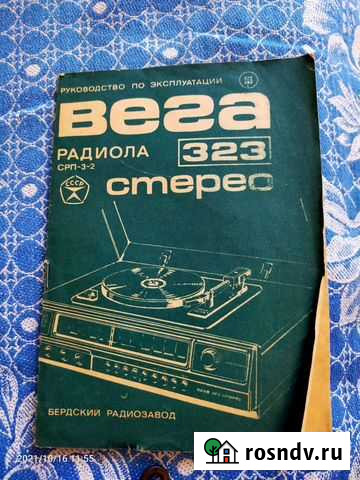 РУКОВОДСТВО ПО ЭКСПЛУАТАЦИИ
вега
РАДИОЛА 323
СРП-3-2
стерео
СССР
БЕРДСКИЙ РАДИОЗАВОД
2021/10/16 11:55
rosndv.ru